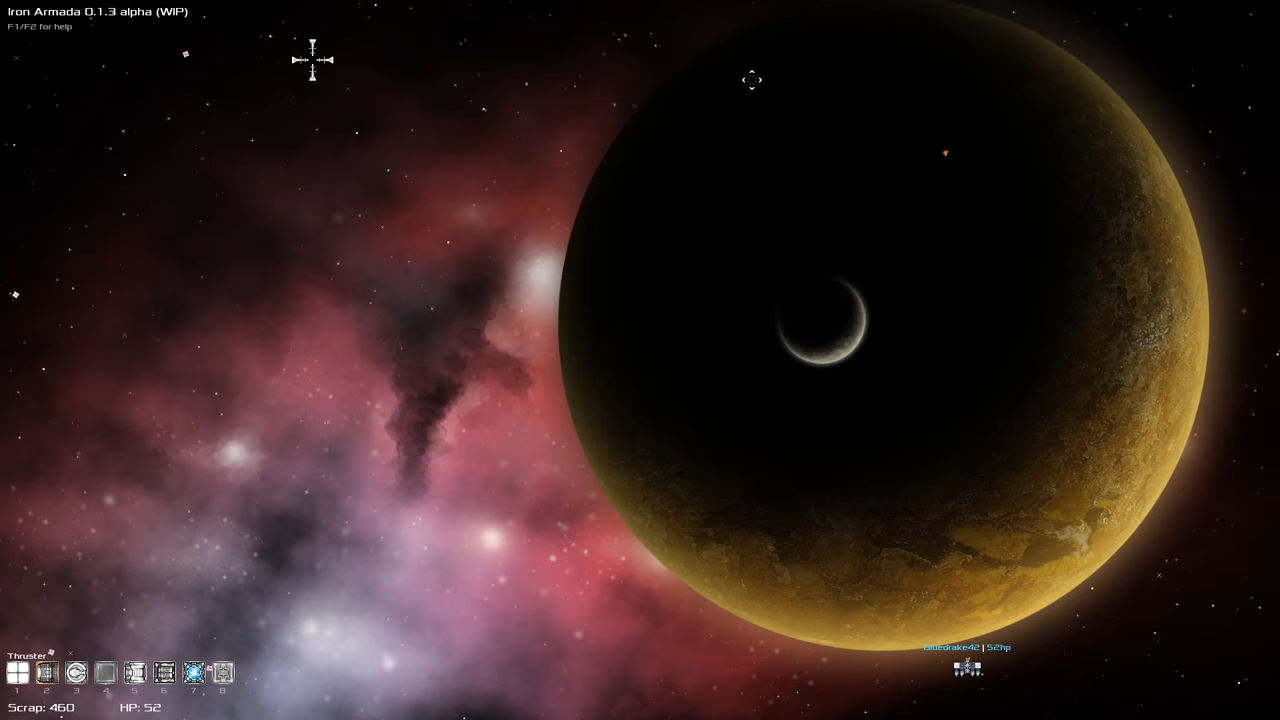 Iron Armada 0.1.3 alpha (WIP)
F1/F2 for help
Bluedrake42 | 52hp
Thruster
1 2 3 4 5 6 7 8
Scrap: 460 HP: 52